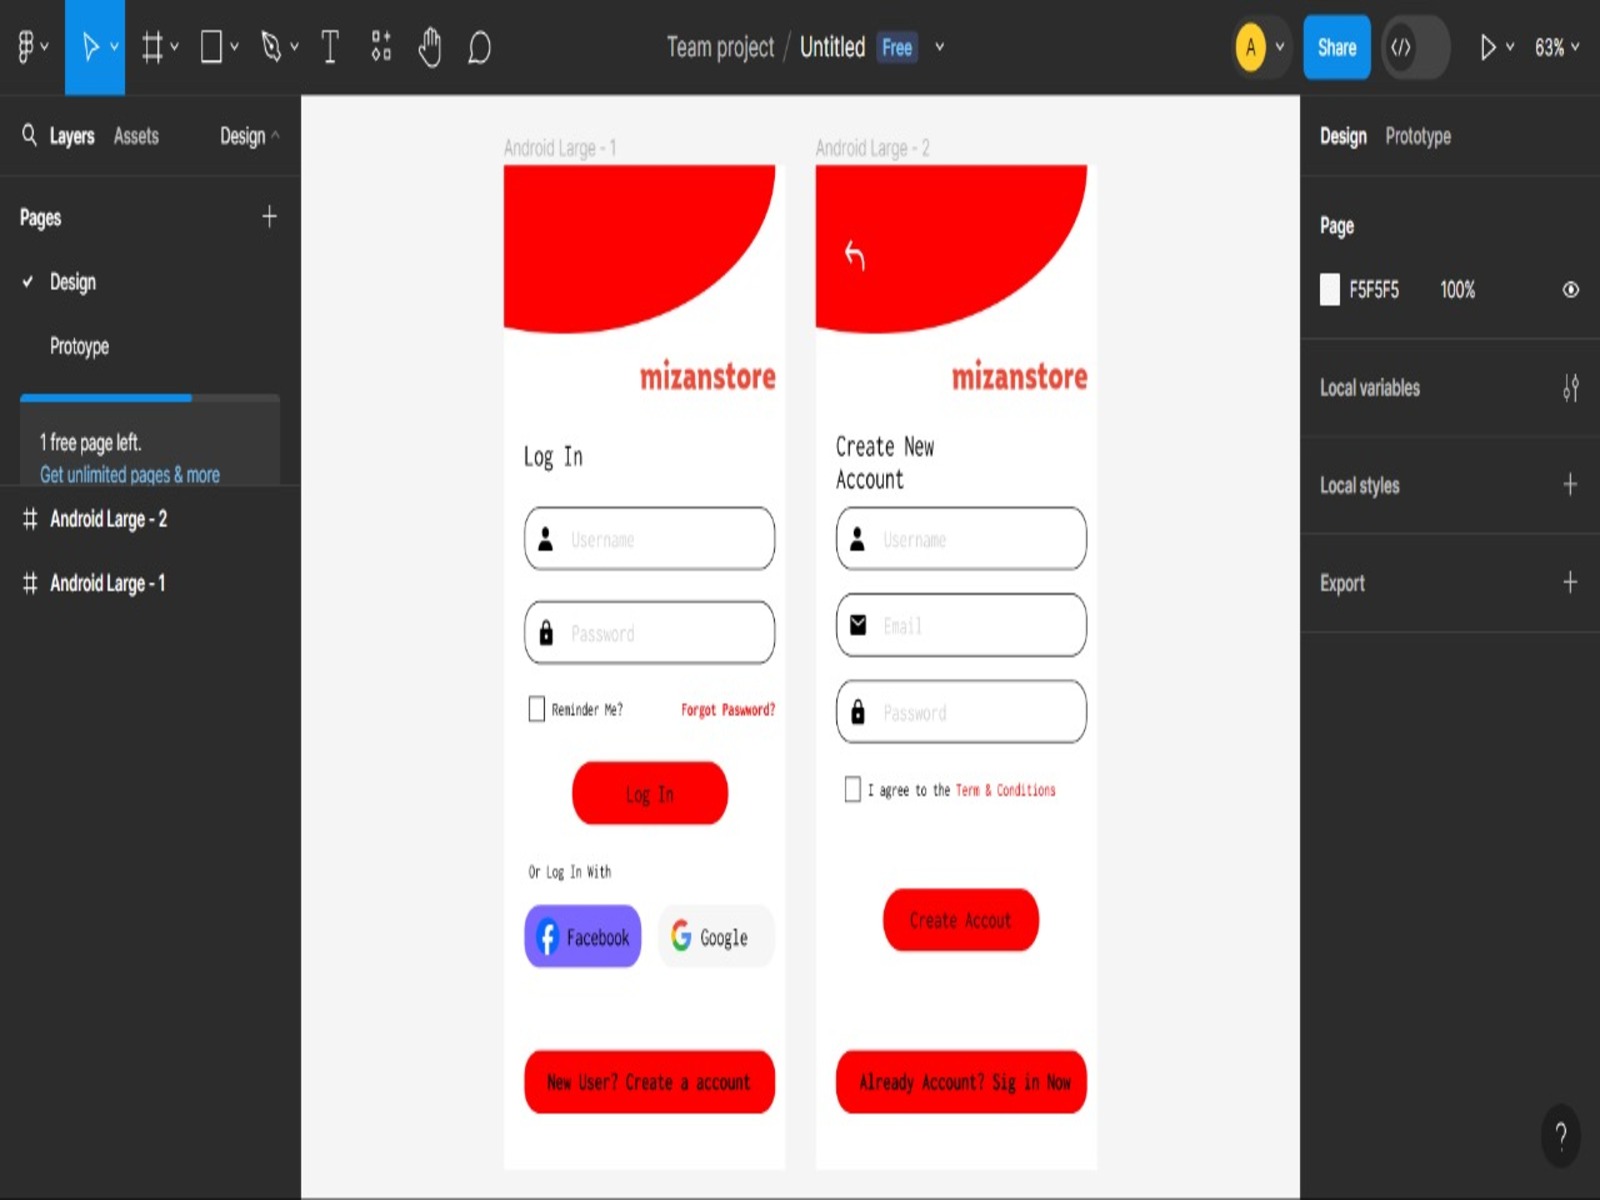 Team project / Untitled Free
A
Share
63%
Layers Assets Design
Pages
Design
Protoype
1 free page left.
Get unlimited pages & more
Android Large - 2
Android Large - 1
Android Large - 1
mizanstore
Log In
Username
Password
Reminder Me? Forgot Paswword?
Log In
Or Log In With
Facebook
Google
New User? Create a account
Android Large - 2
mizanstore
Create New
Account
Username
Email
Password
I agree to the Term & Conditions
Create Accout
Already Account? Sig in Now
Design Prototype
Page
F5F5F5 100%
Local variables
Local styles
Export
?